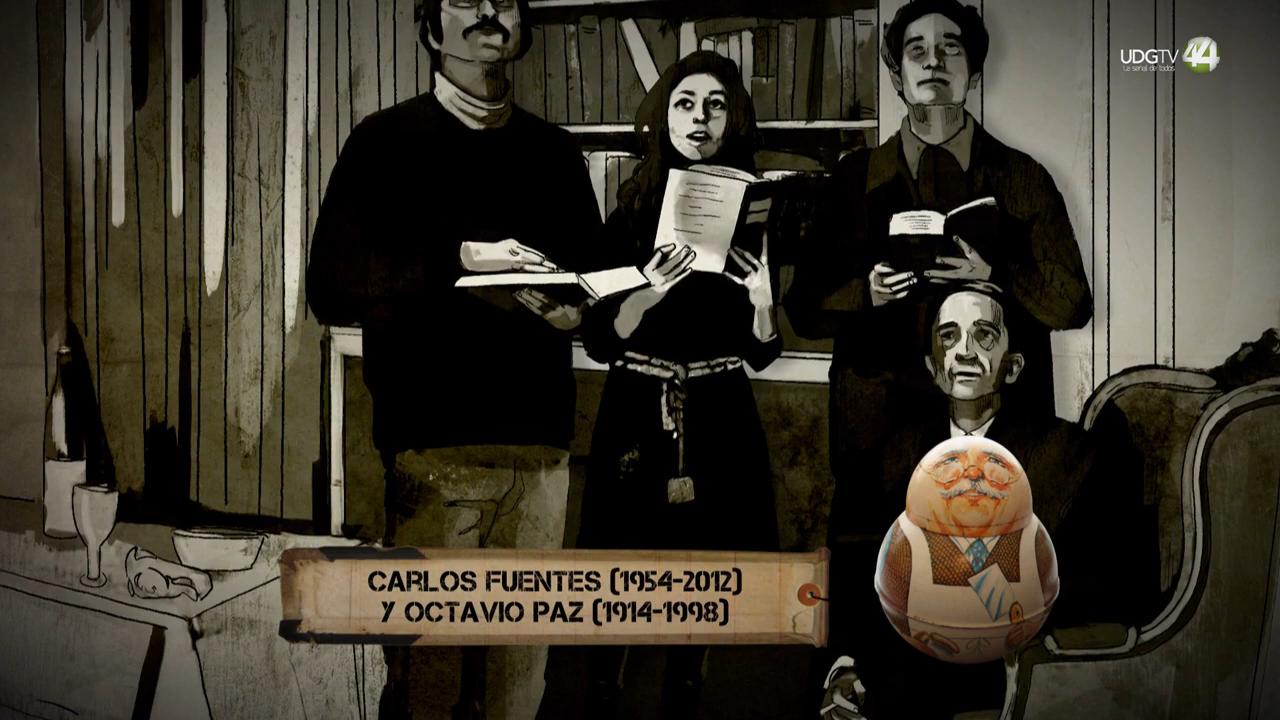 UDGTV 44
La señal de todos
CARLOS FUENTES (1954-2012)
Y OCTAVIO PAZ (1914-1998)